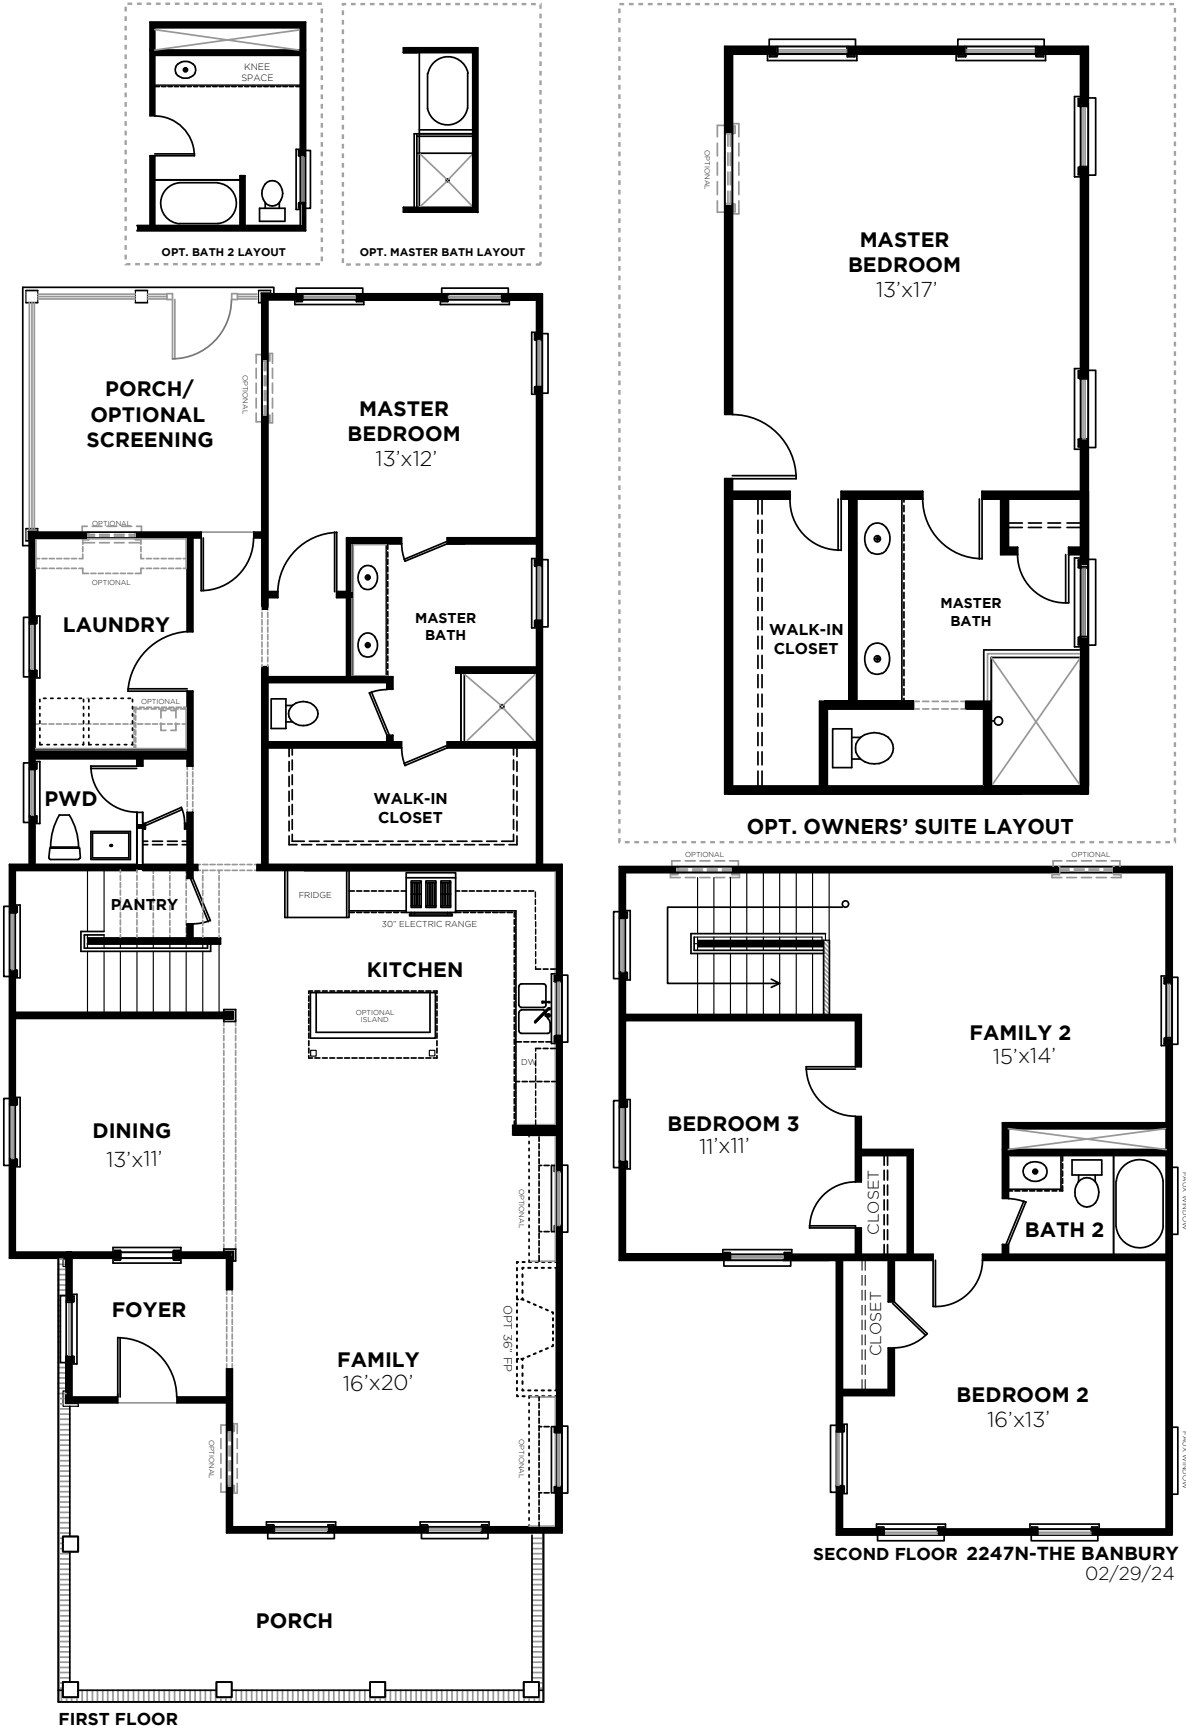 KNEE
SPACE
OPT. BATH 2 LAYOUT
OPT. MASTER BATH LAYOUT
OPTIONAL
MASTER
BEDROOM
13'x17'
WALK-IN
CLOSET
MASTER
BATH
OPT. OWNERS' SUITE LAYOUT
PORCH/
OPTIONAL
SCREENING
OPTIONAL
MASTER
BEDROOM
13'x12'
OPTIONAL
OPTIONAL
LAUNDRY
OPTIONAL
MASTER
BATH
PWD
WALK-IN
CLOSET
PANTRY
FRIDGE
30" ELECTRIC RANGE
KITCHEN
OPTIONAL
ISLAND
DW
DINING
13'x11'
OPTIONAL
FOYER
OPT 36" FP
FAMILY
16'x20'
OPTIONAL
OPTIONAL
PORCH
FIRST FLOOR
OPTIONAL
OPTIONAL
FAMILY 2
15'x14'
BEDROOM 3
11'x11'
CLOSET
BATH 2
FAUX WINDOW
CLOSET
BEDROOM 2
16'x13'
FAUX WINDOW
SECOND FLOOR
2247N-THE BANBURY
02/29/24